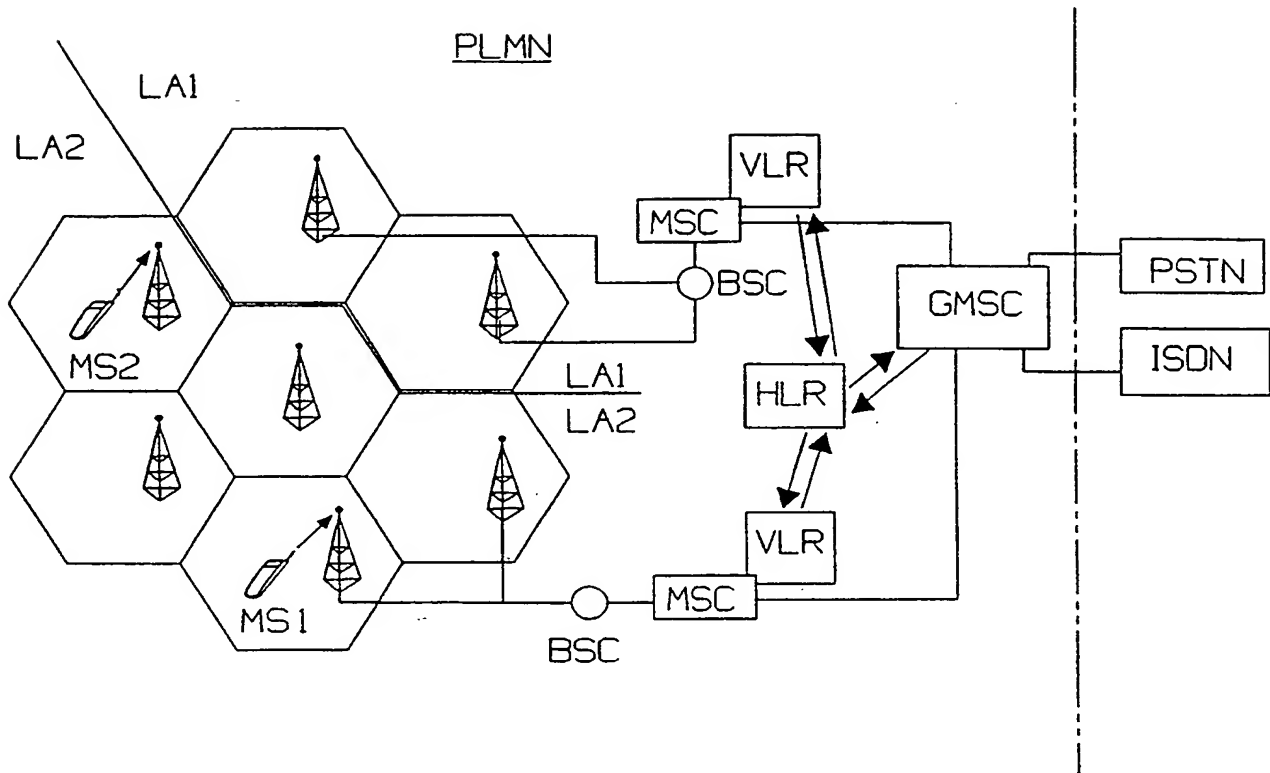 PLMN
LA1
LA2
VLR
MSC
BSC
GMSC
PSTN
ISDN
MS2
LA1
LA2
HLR
VLR
MSC
MS1
BSC